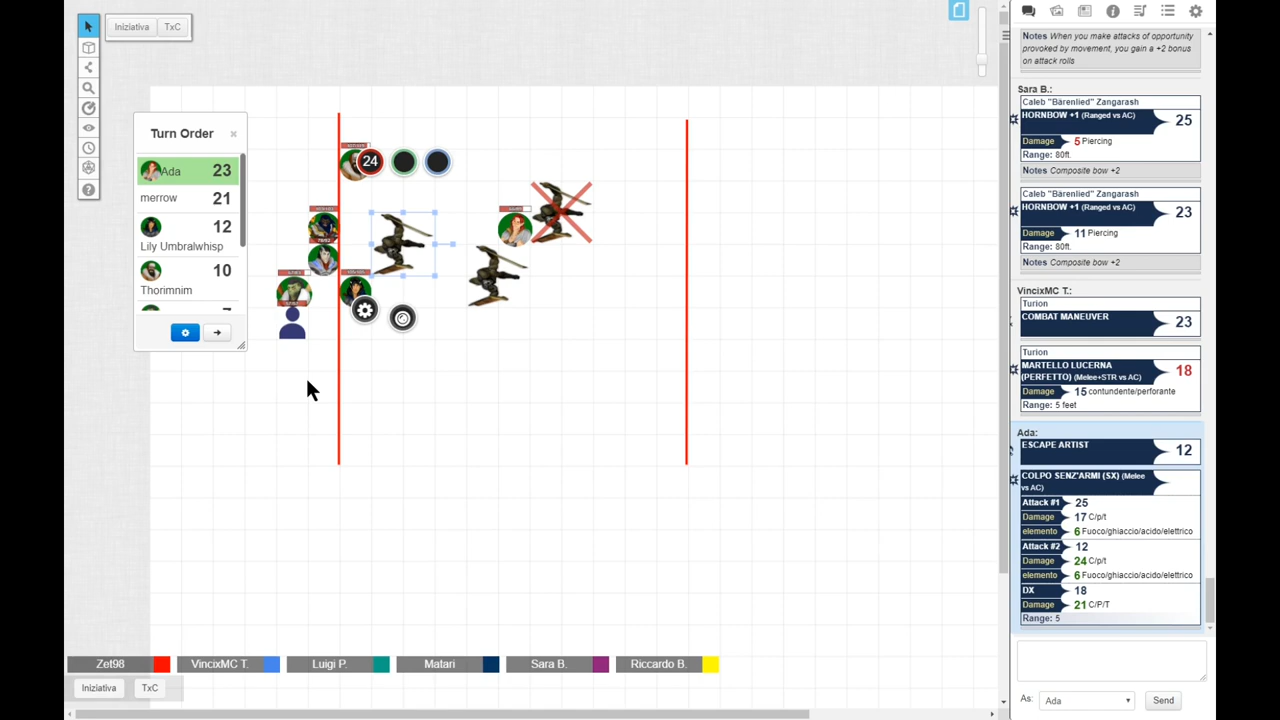 Iniziativa
TxC
Turn Order
×
Ada 23
merrow 21
12
Lily Umbralwhisp
10
Thorimnim
24
Zet98
VincixMC T.
Luigi P.
Matari
Sara B.
Riccardo B.
Iniziativa
TxC
Notes When you make attacks of opportunity
provoked by movement, you gain a +2 bonus
on attack rolls
Sara B.:
Caleb "Bärenlied" Zangarash
HORNBOW +1 (Ranged vs AC) 25
Damage 5 Piercing
Range: 80ft.
Notes Composite bow +2
Caleb "Bärenlied" Zangarash
HORNBOW +1 (Ranged vs AC) 23
Damage 11 Piercing
Range: 80ft.
Notes Composite bow +2
VincixMC T.:
Turion
COMBAT MANEUVER 23
Turion
MARTELLO LUCERNA
(PERFETTO) (Melee+STR vs AC) 18
Damage 15 contundente/perforante
Range: 5 feet
Ada:
ESCAPE ARTIST 12
COLPO SENZ'ARMI (SX) (Melee
vs AC)
Attack #1 25
Damage 17 C/p/t
elemento 6 Fuoco/ghiaccio/acido/elettrico
Attack #2 12
Damage 24 C/p/t
elemento 6 Fuoco/ghiaccio/acido/elettrico
DX 18
Damage 21 C/P/T
Range: 5
As: Ada
Send